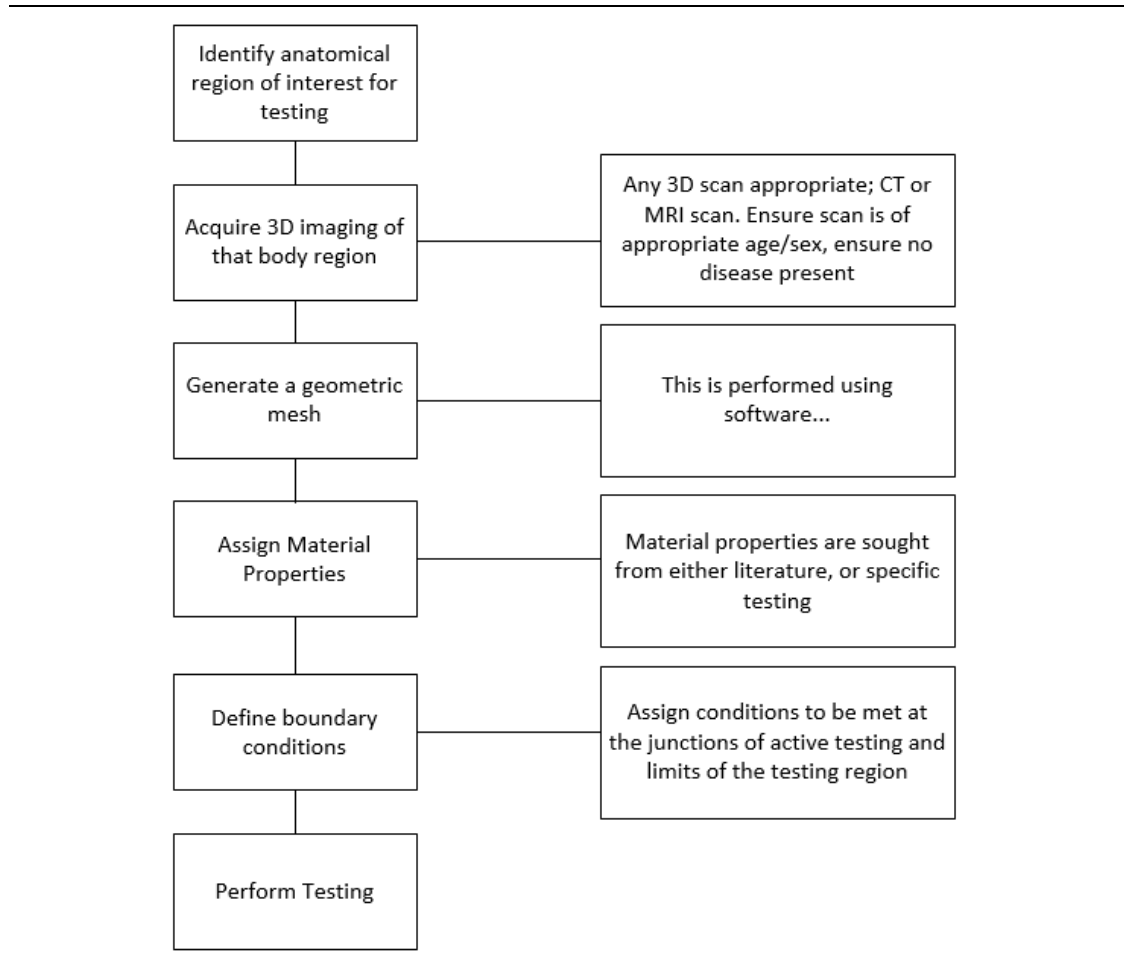 Identify anatomical
region of interest for
testing
Acquire 3D imaging of
that body region
Any 3D scan appropriate; CT or
MRI scan. Ensure scan is of
appropriate age/sex, ensure no
disease present
Generate a geometric
mesh
This is performed using
software...
Assign Material
Properties
Material properties are sought
from either literature, or specific
testing
Define boundary
conditions
Assign conditions to be met at
the junctions of active testing and
limits of the testing region
Perform Testing